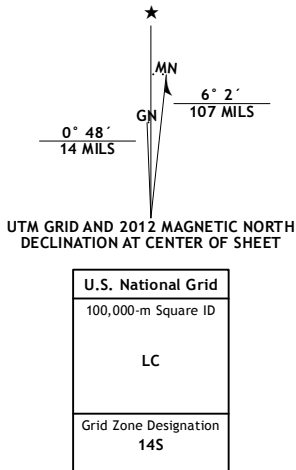 ★
MN
GN
6° 2´
107 MILS
0° 48´
14 MILS
UTM GRID AND 2012 MAGNETIC NORTH
DECLINATION AT CENTER OF SHEET
U.S. National Grid
100,000-m Square ID
LC
Grid Zone Designation
14S